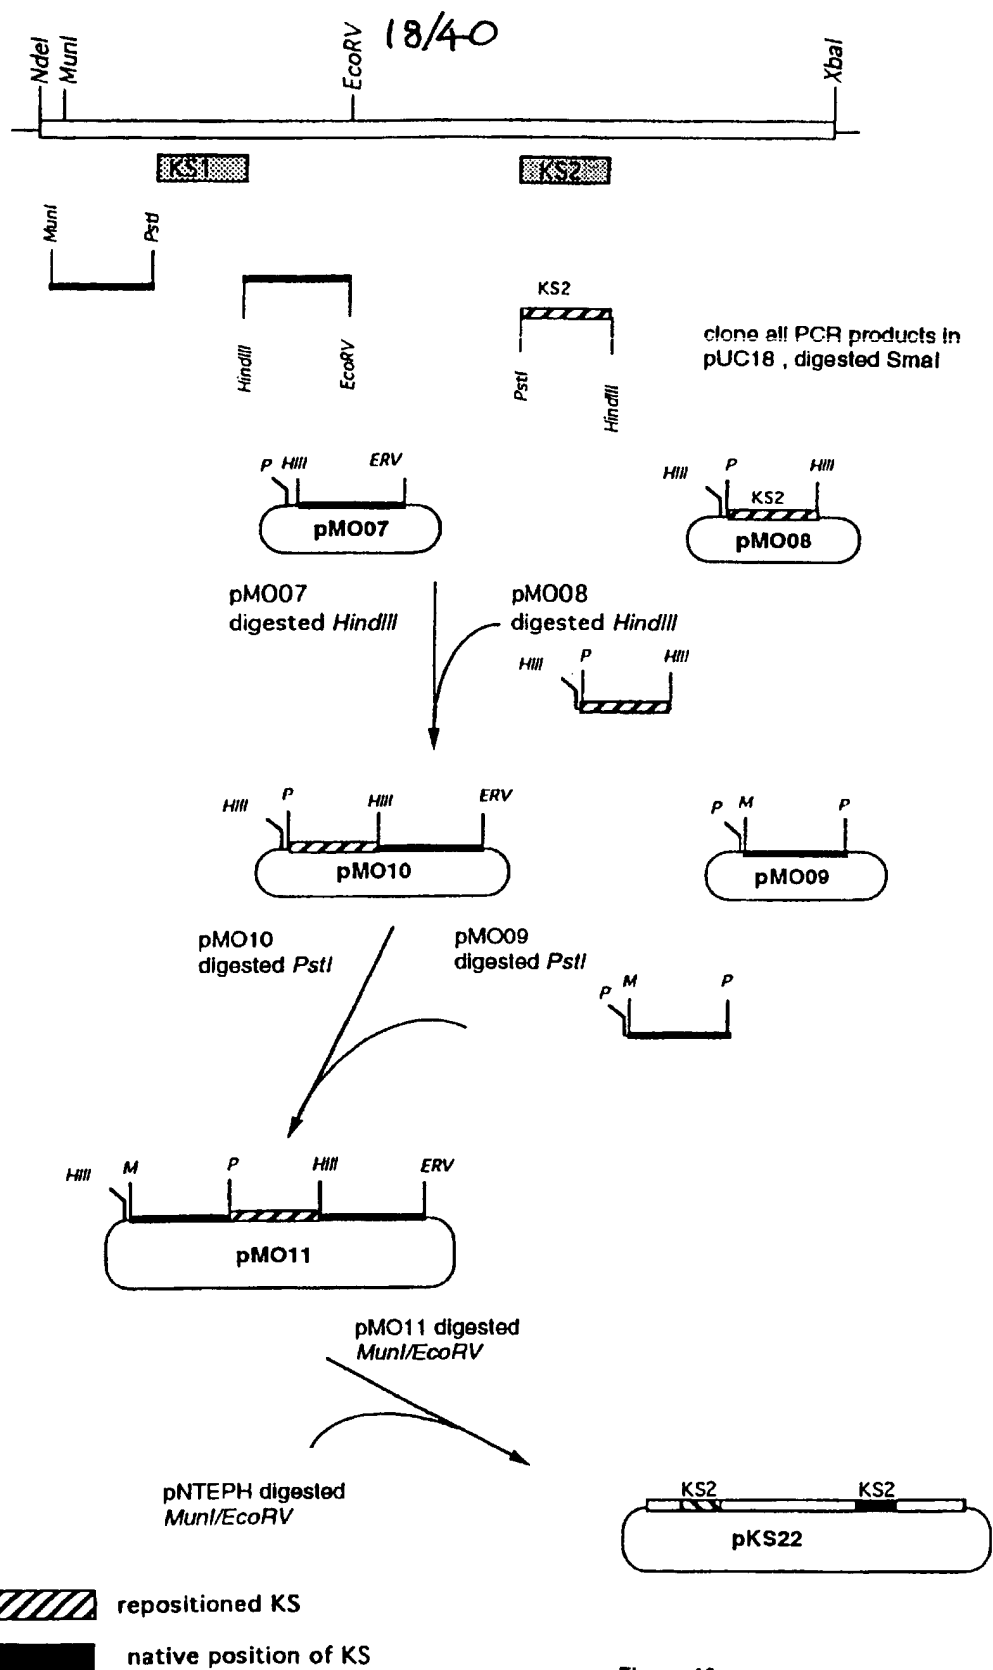 18/40
NdeI
MunI
EcoRV
XbaI
KS1
KS2
MunI
PstI
HindIII
EcoRV
KS2
PstI
HindIII
clone all PCR products in
pUC18 , digested SmaI
P HIII ERV
pMO07
HIII P HIII
KS2
pMO08
pMO07
digested HindIII
pMO08
digested HindIII
HIII P HIII
HIII P HIII ERV
pMO10
P M P
pMO09
pMO10
digested PstI
pMO09
digested PstI
P M P
HIII M P HIII ERV
pMO11
pMO11 digested
MunI/EcoRV
pNTEPH digested
MunI/EcoRV
KS2 KS2
pKS22
repositioned KS
native position of KS